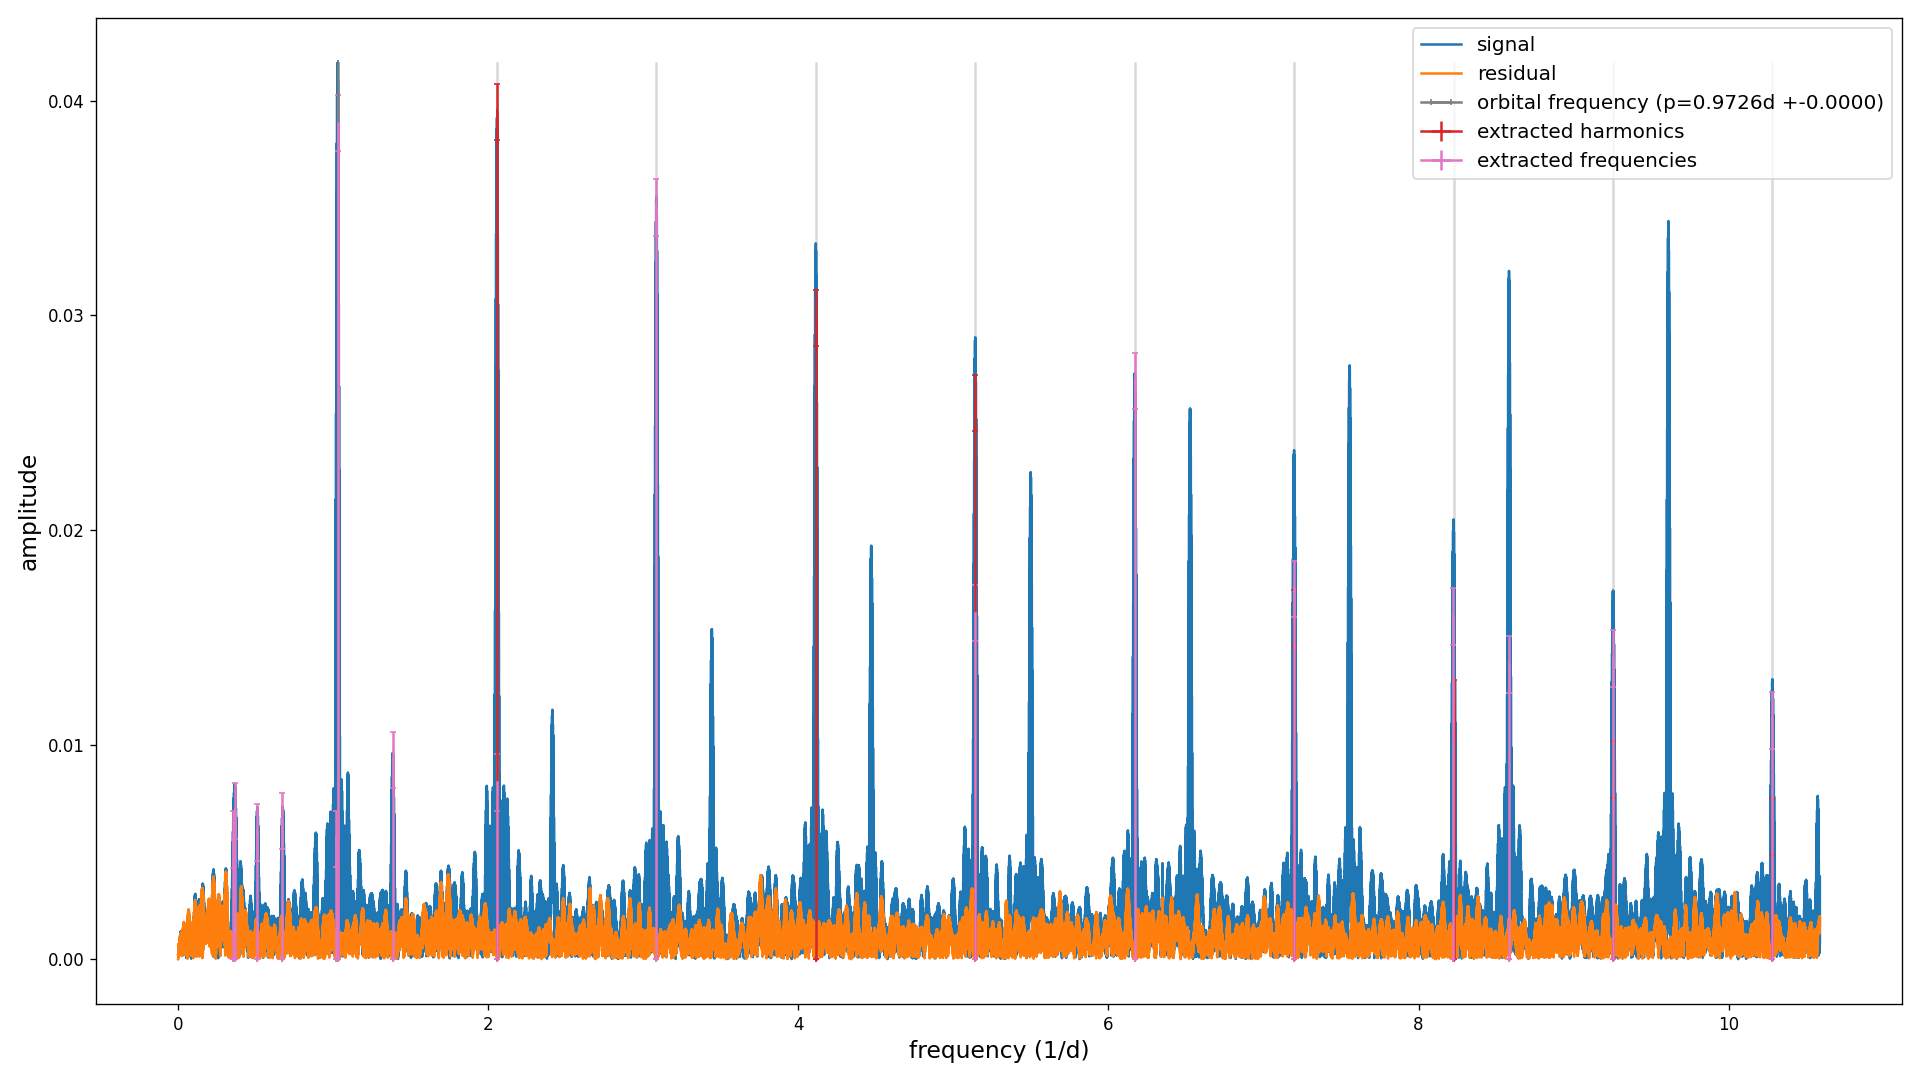 signal
residual
orbital frequency (p=0.9726d +-0.0000)
extracted harmonics
extracted frequencies
amplitude
0.04
0.03
0.02
0.01
0.00
0 2 4 6 8 10
frequency (1/d)